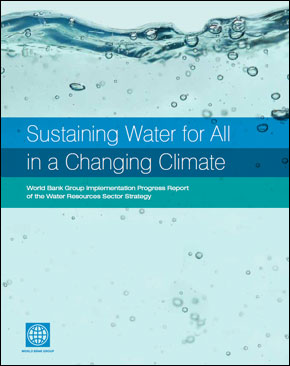 Sustaining Water for All
in a Changing Climate
World Bank Group Implementation Progress Report
of the Water Resources Sector Strategy
WORLD BANK GROUP